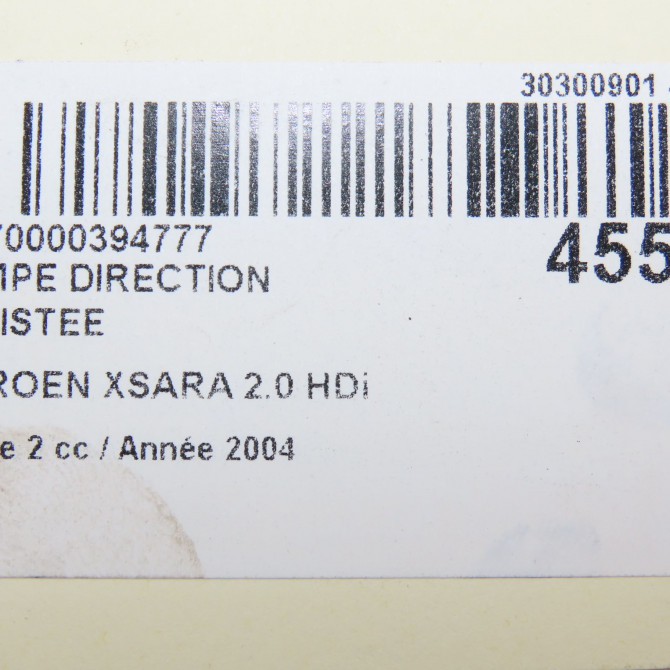 30300901
70000394777
455
MPE DIRECTION
ISTEE
ROEN XSARA 2.0 HDi
e 2 cc / Année 2004